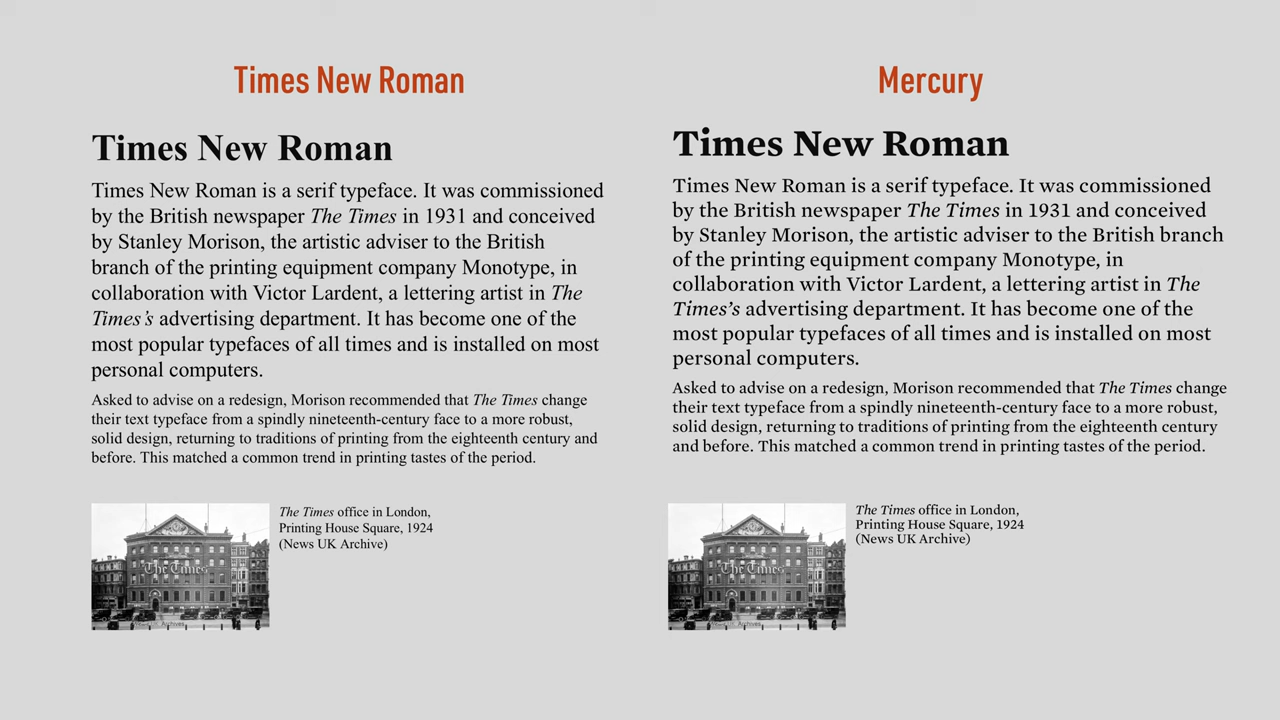 Times New Roman
Times New Roman
Times New Roman is a serif typeface. It was commissioned
by the British newspaper The Times in 1931 and conceived
by Stanley Morison, the artistic adviser to the British
branch of the printing equipment company Monotype, in
collaboration with Victor Lardent, a lettering artist in The
Times’s advertising department. It has become one of the
most popular typefaces of all times and is installed on most
personal computers.
Asked to advise on a redesign, Morison recommended that The Times change
their text typeface from a spindly nineteenth-century face to a more robust,
solid design, returning to traditions of printing from the eighteenth century and
before. This matched a common trend in printing tastes of the period.
The Times
The Times office in London,
Printing House Square, 1924
(News UK Archive)
Mercury
Times New Roman
Times New Roman is a serif typeface. It was commissioned
by the British newspaper The Times in 1931 and conceived
by Stanley Morison, the artistic adviser to the British branch
of the printing equipment company Monotype, in
collaboration with Victor Lardent, a lettering artist in The
Times’s advertising department. It has become one of the
most popular typefaces of all times and is installed on most
personal computers.
Asked to advise on a redesign, Morison recommended that The Times change
their text typeface from a spindly nineteenth-century face to a more robust,
solid design, returning to traditions of printing from the eighteenth century
and before. This matched a common trend in printing tastes of the period.
The Times
The Times office in London,
Printing House Square, 1924
(News UK Archive)